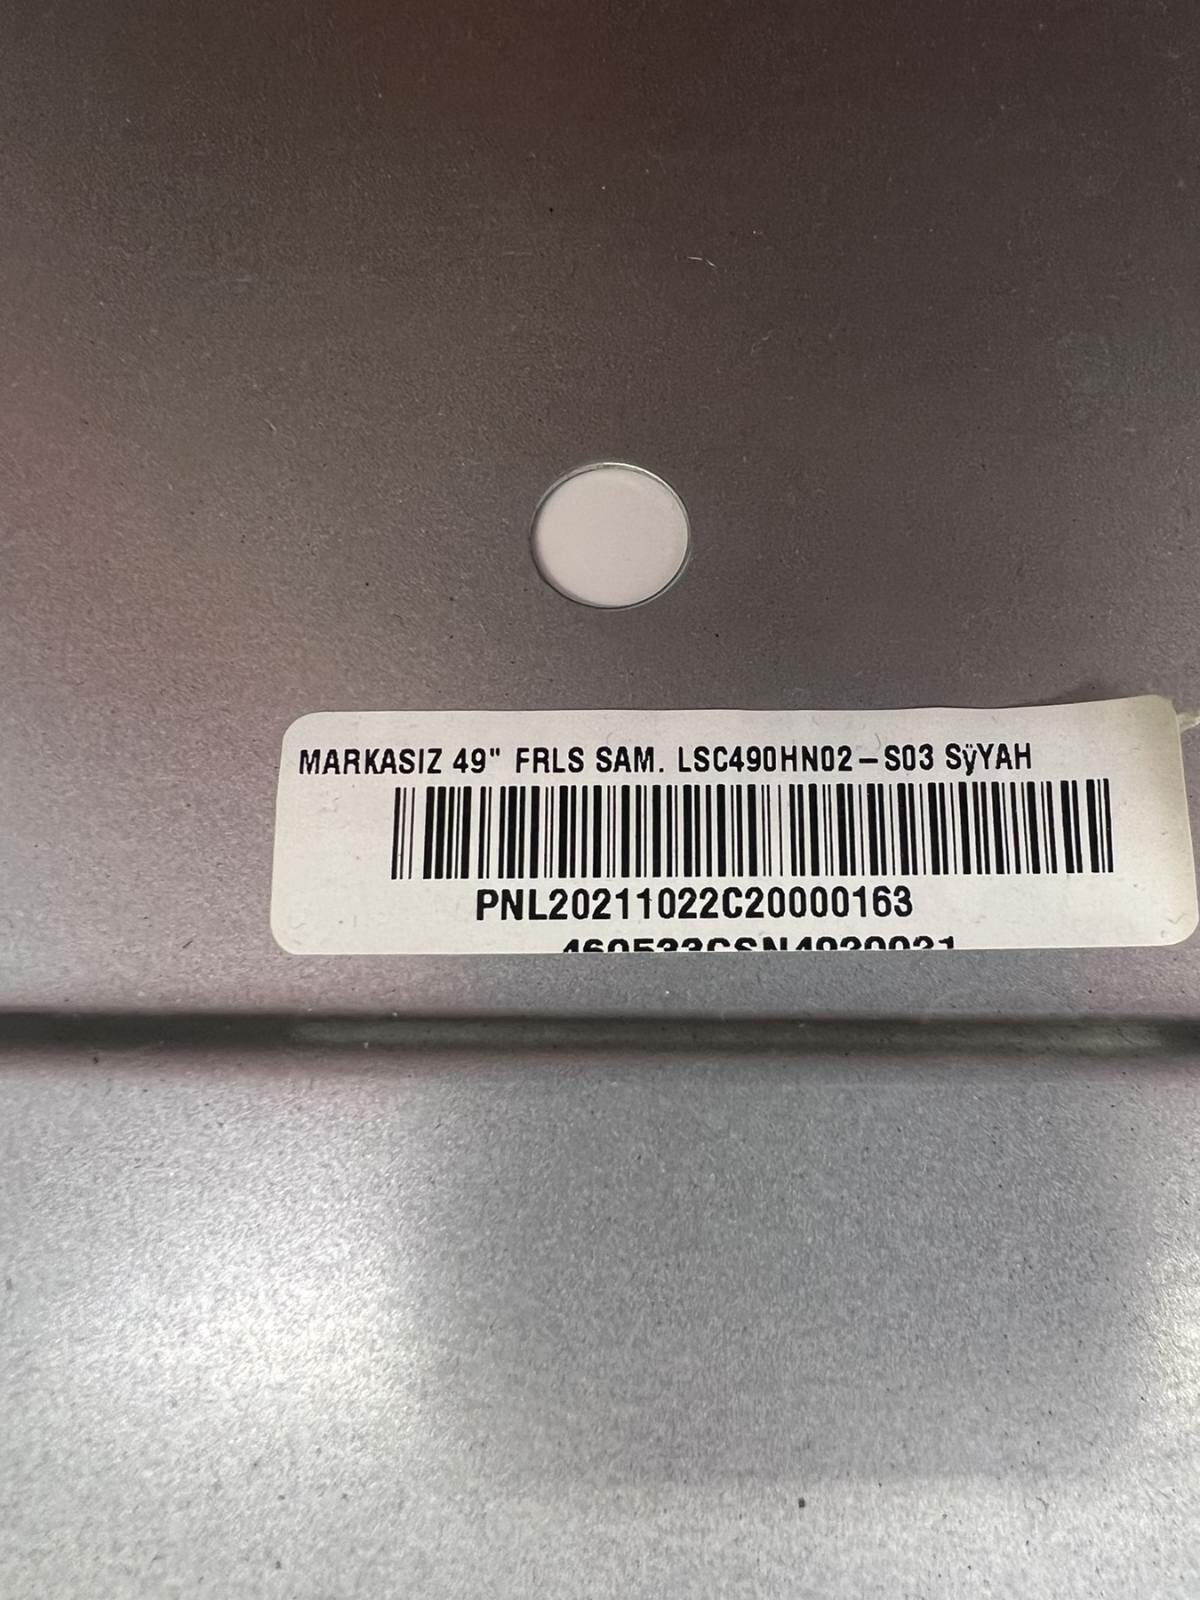 MARKASIZ 49" FRLS SAM. LSC490HN02-S03 SÿYAH
PNL20211022C20000163